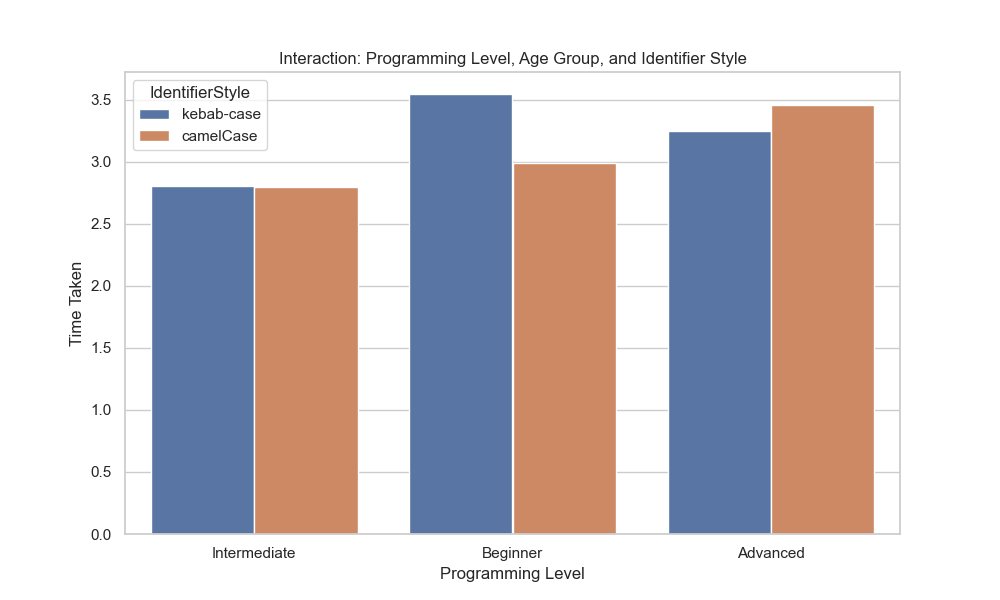 Interaction: Programming Level, Age Group, and Identifier Style
IdentifierStyle
kebab-case
camelCase
3.5
3.0
2.5
2.0
1.5
1.0
0.5
0.0
Time Taken
Intermediate
Beginner
Advanced
Programming Level